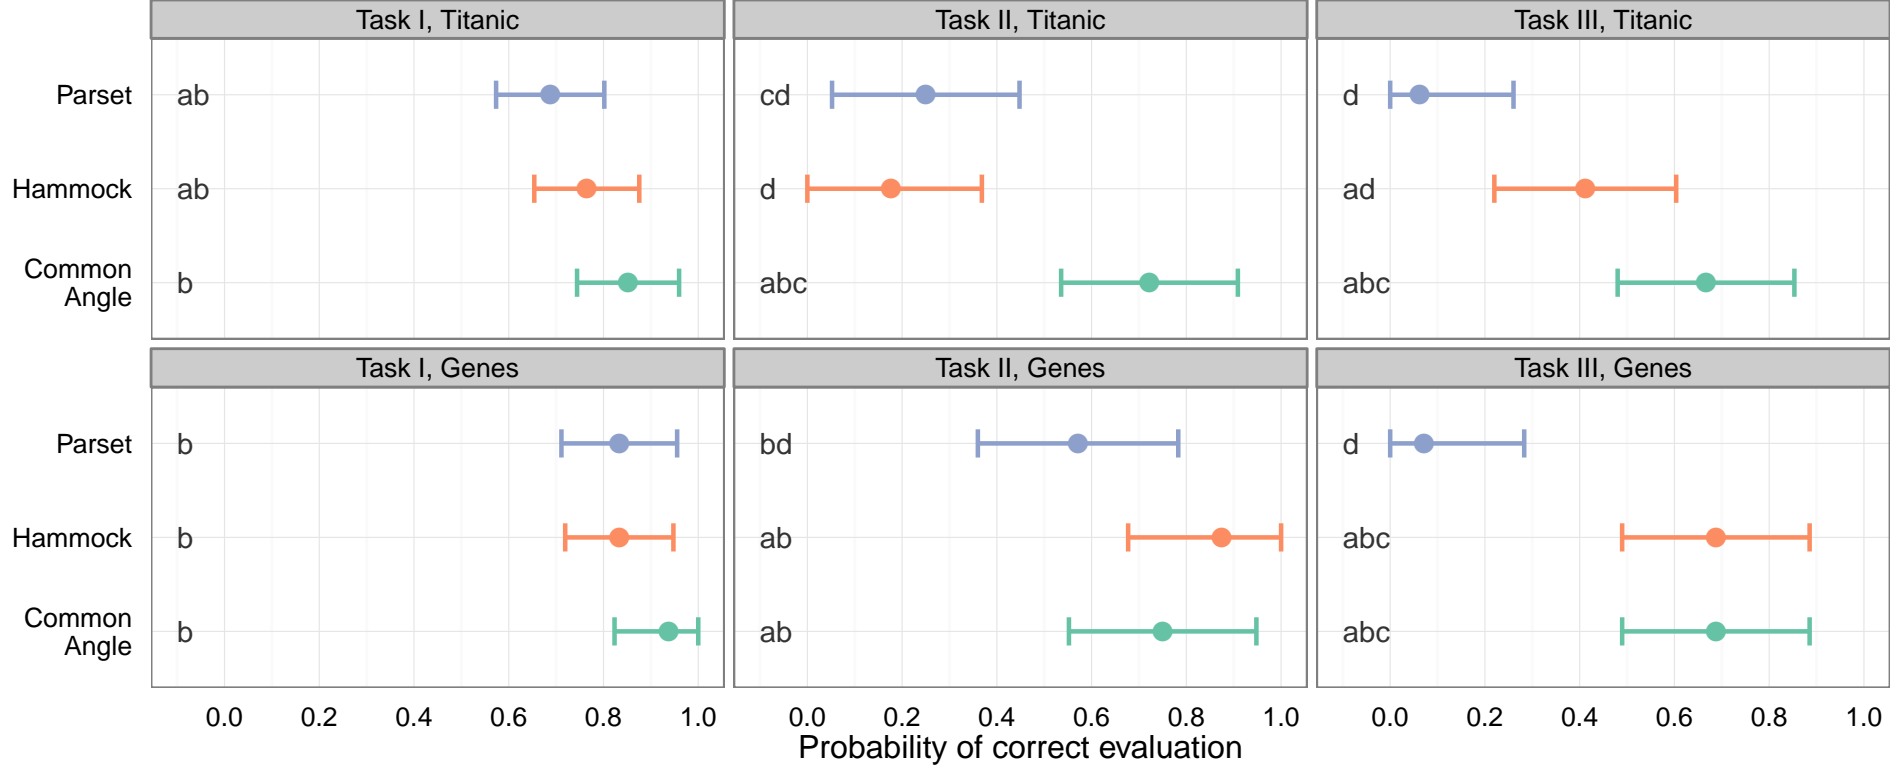 Task I, Titanic
Task II, Titanic
Task III, Titanic
Parset
ab
cd
d
Hammock
ab
d
ad
Common
Angle
b
abc
abc
Task I, Genes
Task II, Genes
Task III, Genes
Parset
b
bd
d
Hammock
b
ab
abc
Common
Angle
b
ab
abc
0.0 0.2 0.4 0.6 0.8 1.0
0.0 0.2 0.4 0.6 0.8 1.0
0.0 0.2 0.4 0.6 0.8 1.0
Probability of correct evaluation